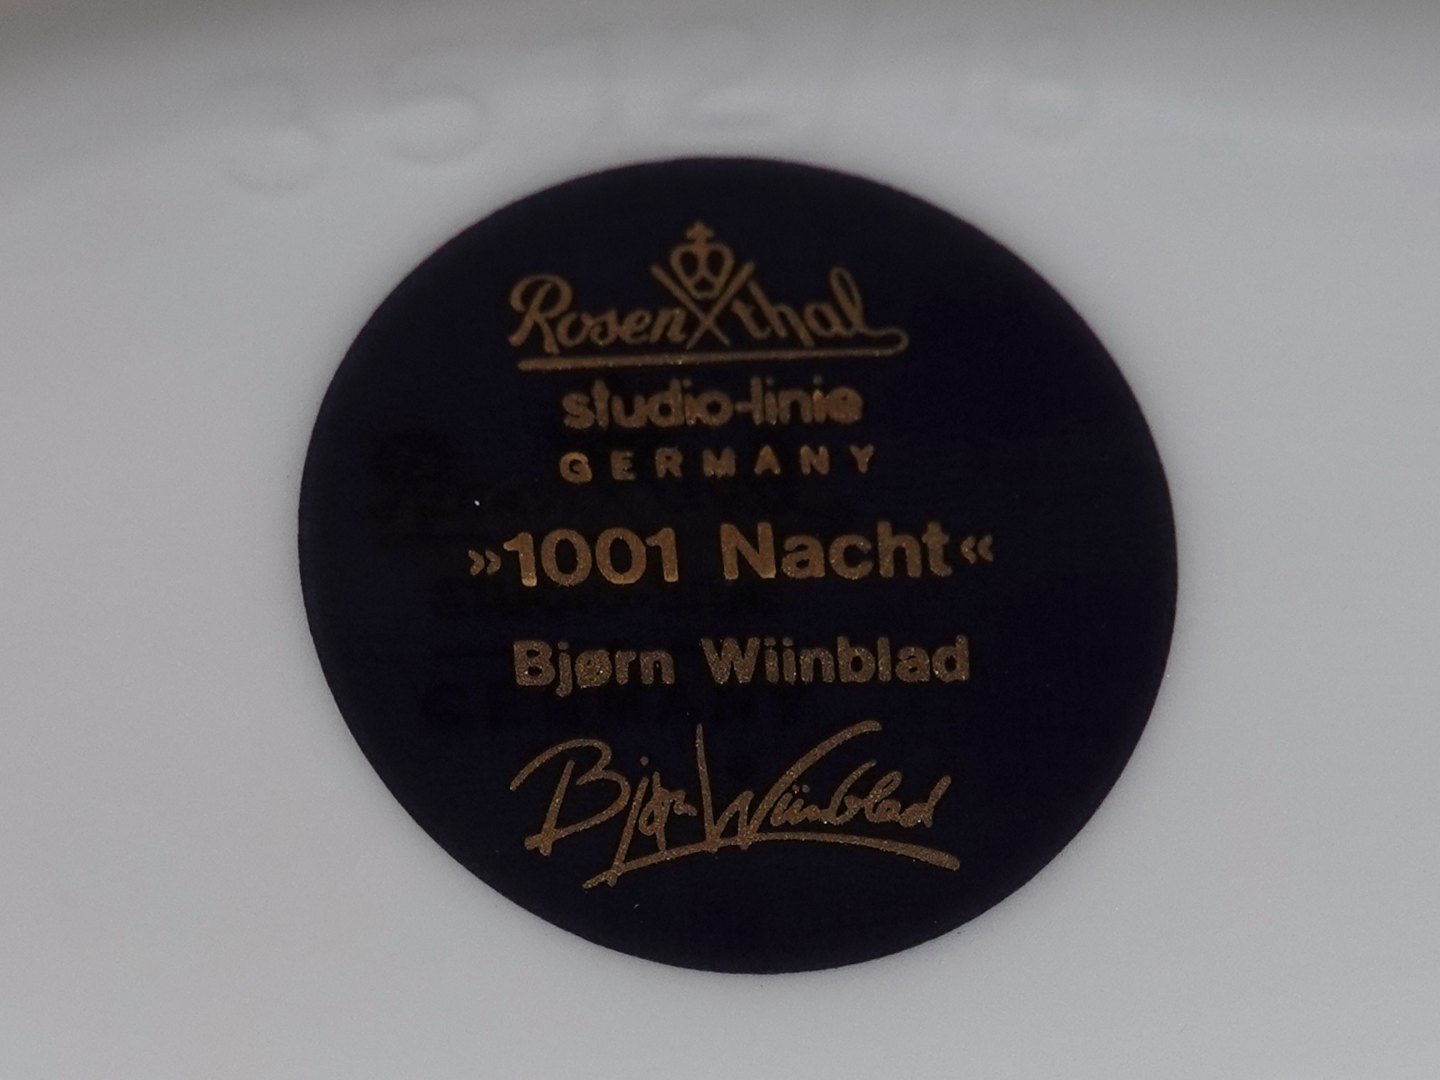 Rosenthal
studio-linie
GERMANY
»1001 Nacht«
Bjørn Wiinblad
Bjørn Wiinblad